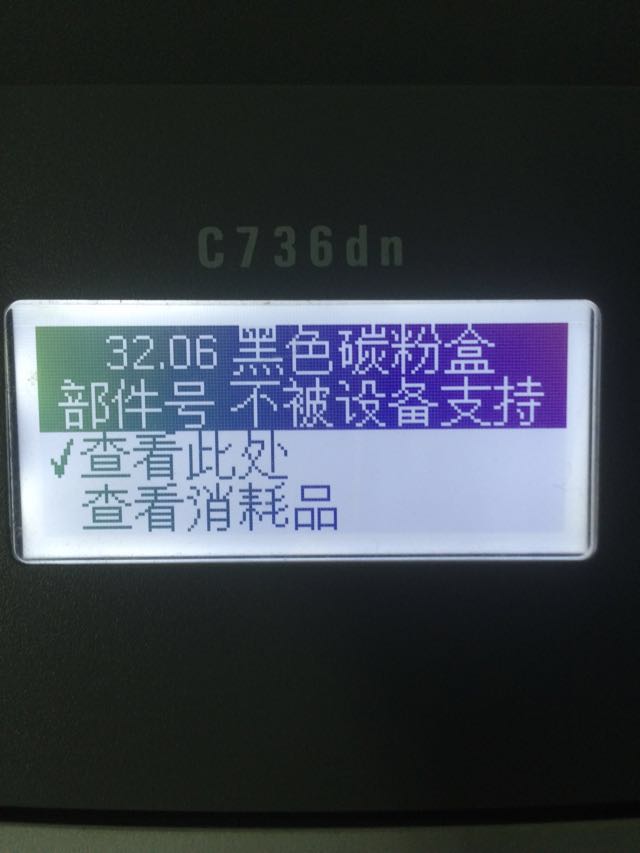 C736dn
32.06 黑色碳粉盒
部件号 不被设备支持
✓查看此处
查看消耗品